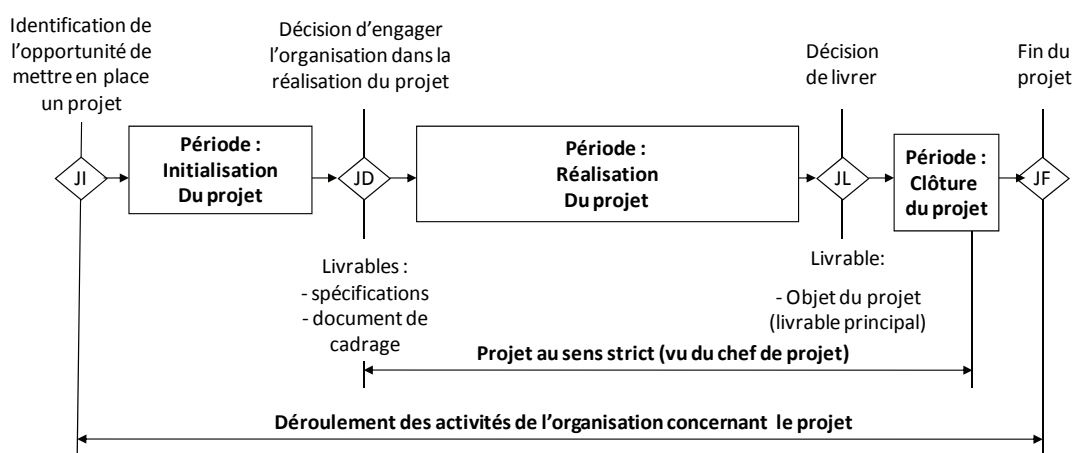 Identification de
l'opportunité de
mettre en place
un projet
Décision d'engager
l'organisation dans la
réalisation du projet
Décision
de livrer
Fin du
projet
JI
Période :
Initialisation
Du projet
JD
Période :
Réalisation
Du projet
JL
Période :
Clôture
du projet
JF
Livrables :
- spécifications
- document de
cadrage
Livrable:
- Objet du projet
(livrable principal)
Projet au sens strict (vu du chef de projet)
Déroulement des activités de l'organisation concernant le projet